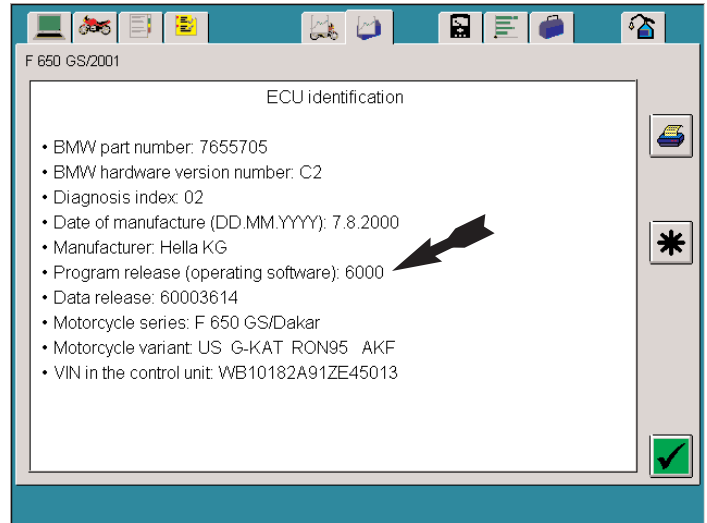 F 650 GS/2001
ECU identification
• BMW part number: 7655705
• BMW hardware version number: C2
• Diagnosis index: 02
• Date of manufacture (DD.MM.YYYY): 7.8.2000
• Manufacturer: Hella KG
• Program release (operating software): 6000
• Data release: 60003614
• Motorcycle series: F 650 GS/Dakar
• Motorcycle variant: US G-KAT RON95 AKF
• VIN in the control unit: WB10182A91ZE45013